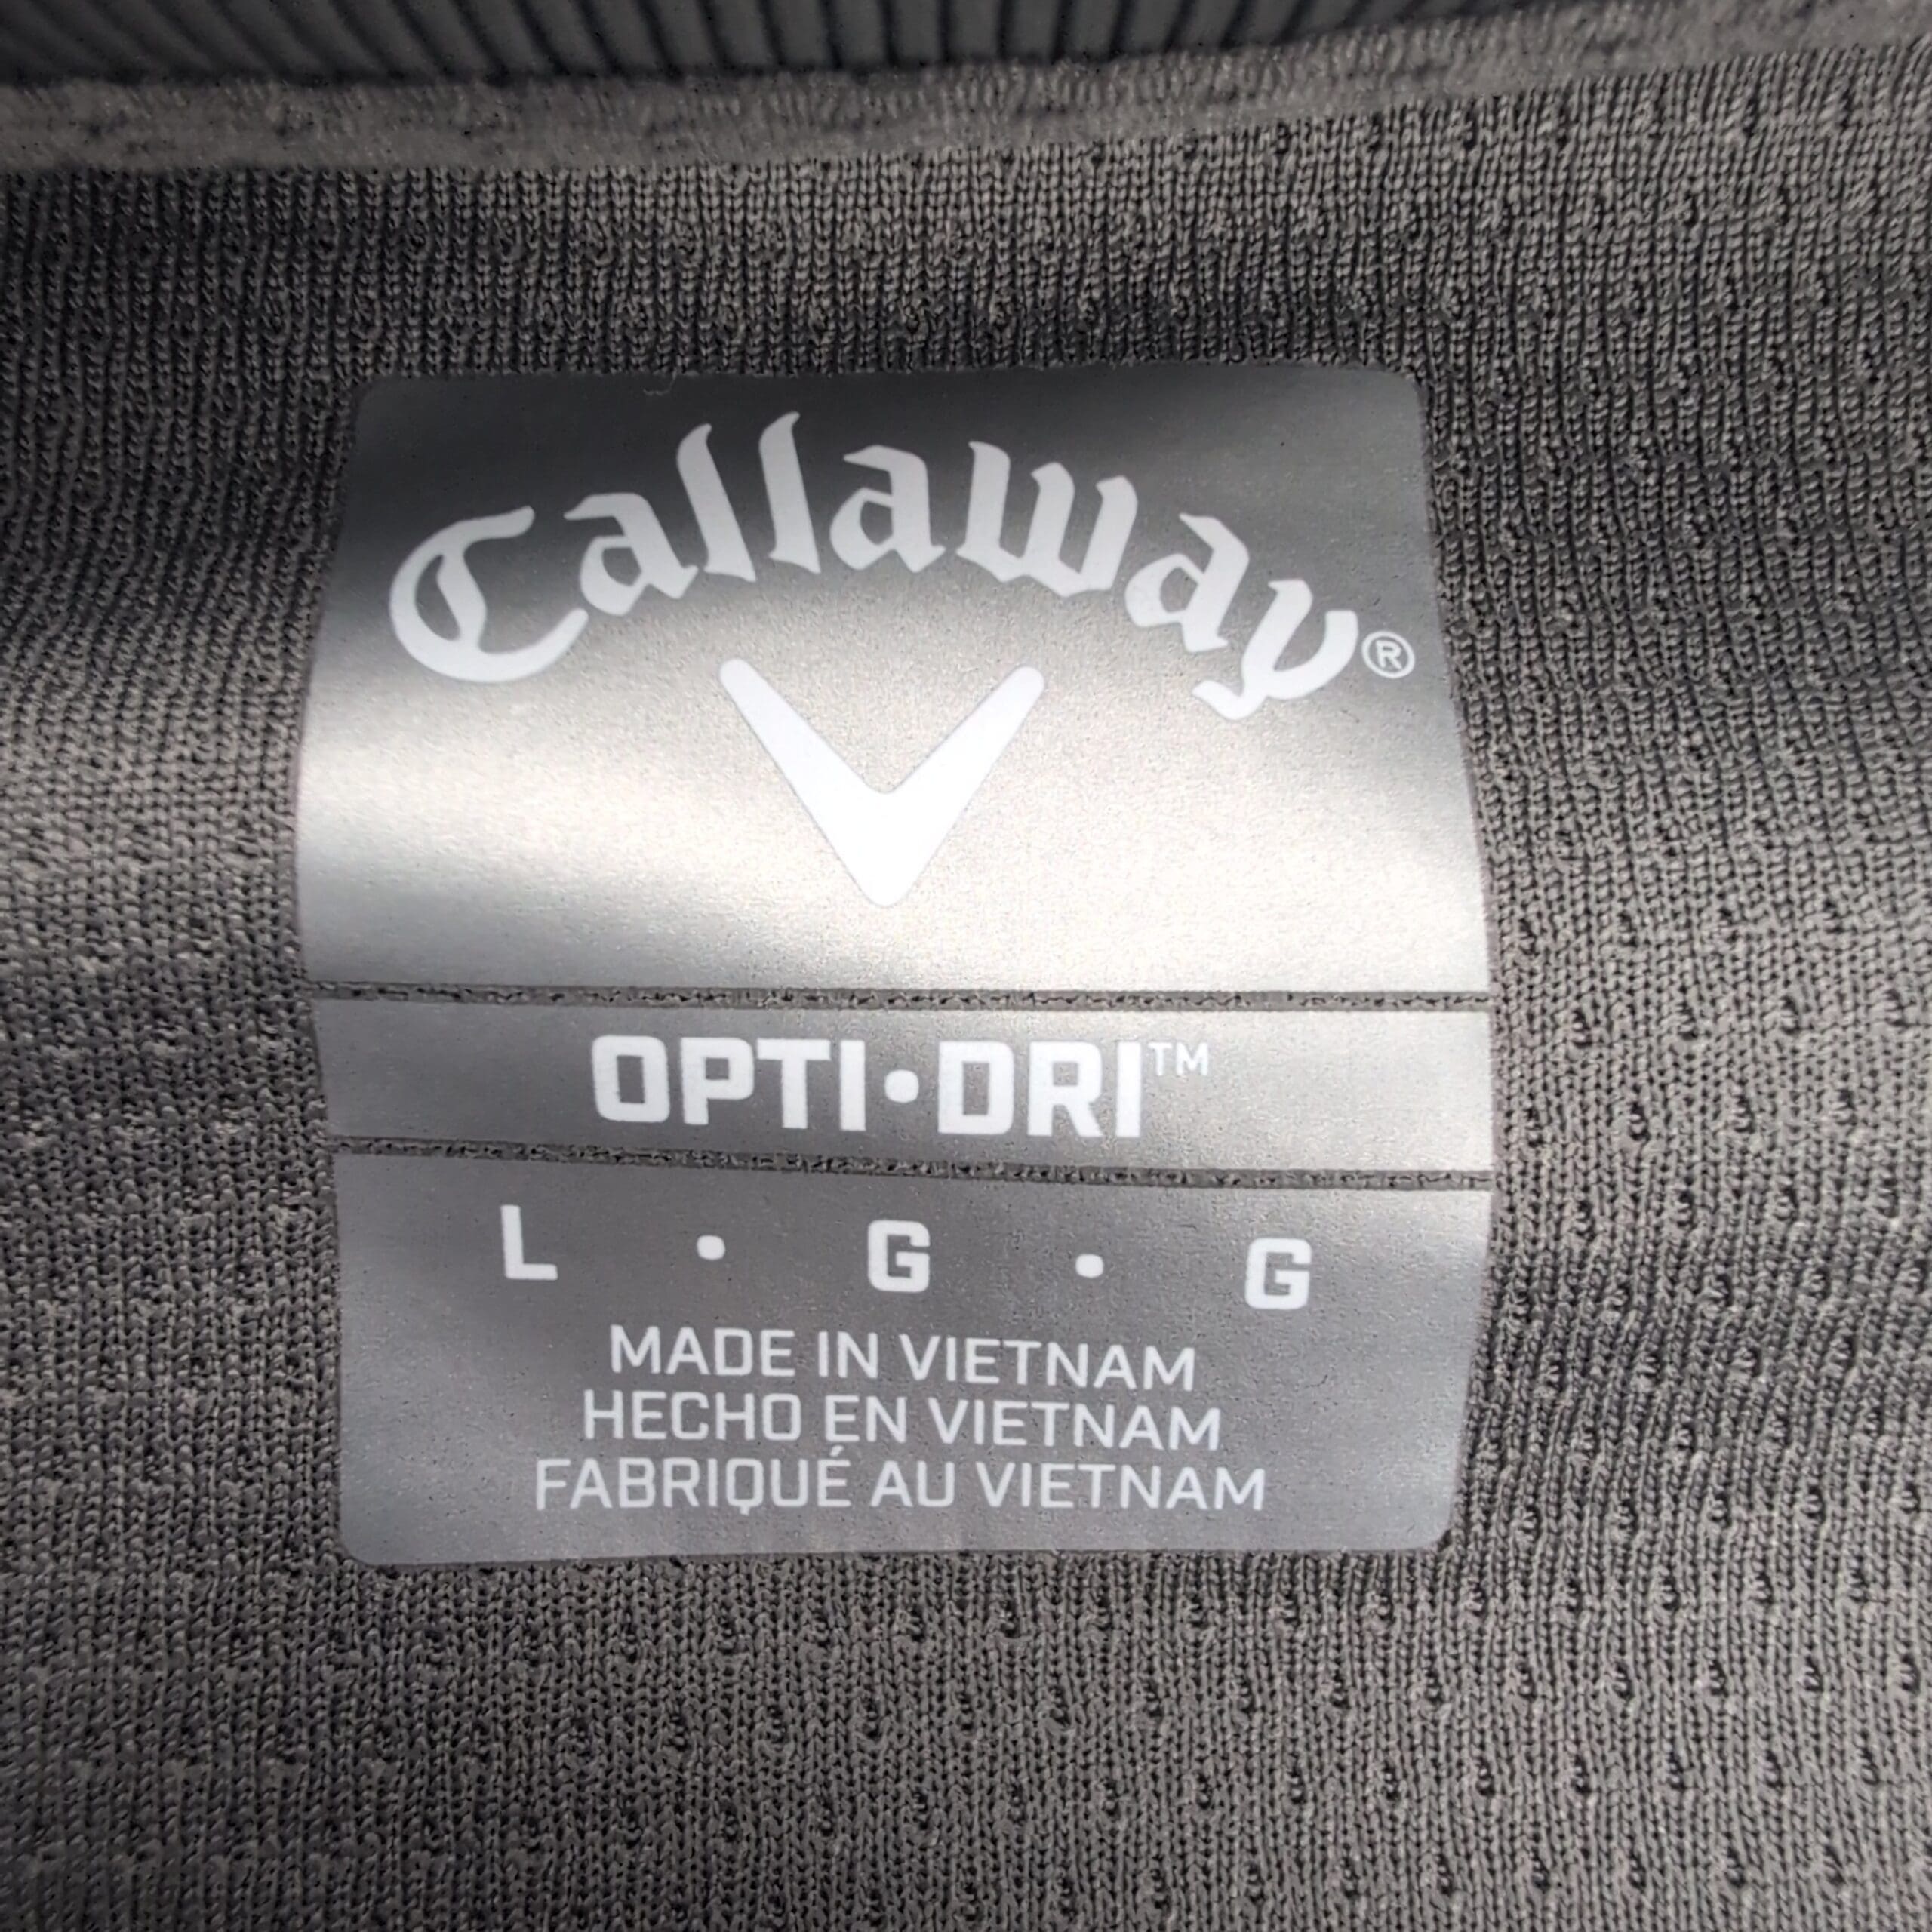 Callaway®
OPTI•DRI™
L • G • G
MADE IN VIETNAM
HECHO EN VIETNAM
FABRIQUÉ AU VIETNAM